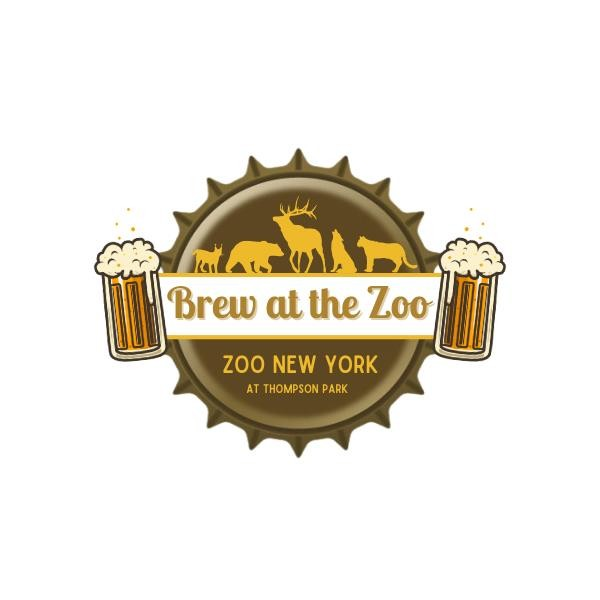 Brew at the Zoo
ZOO NEW YORK
AT THOMPSON PARK